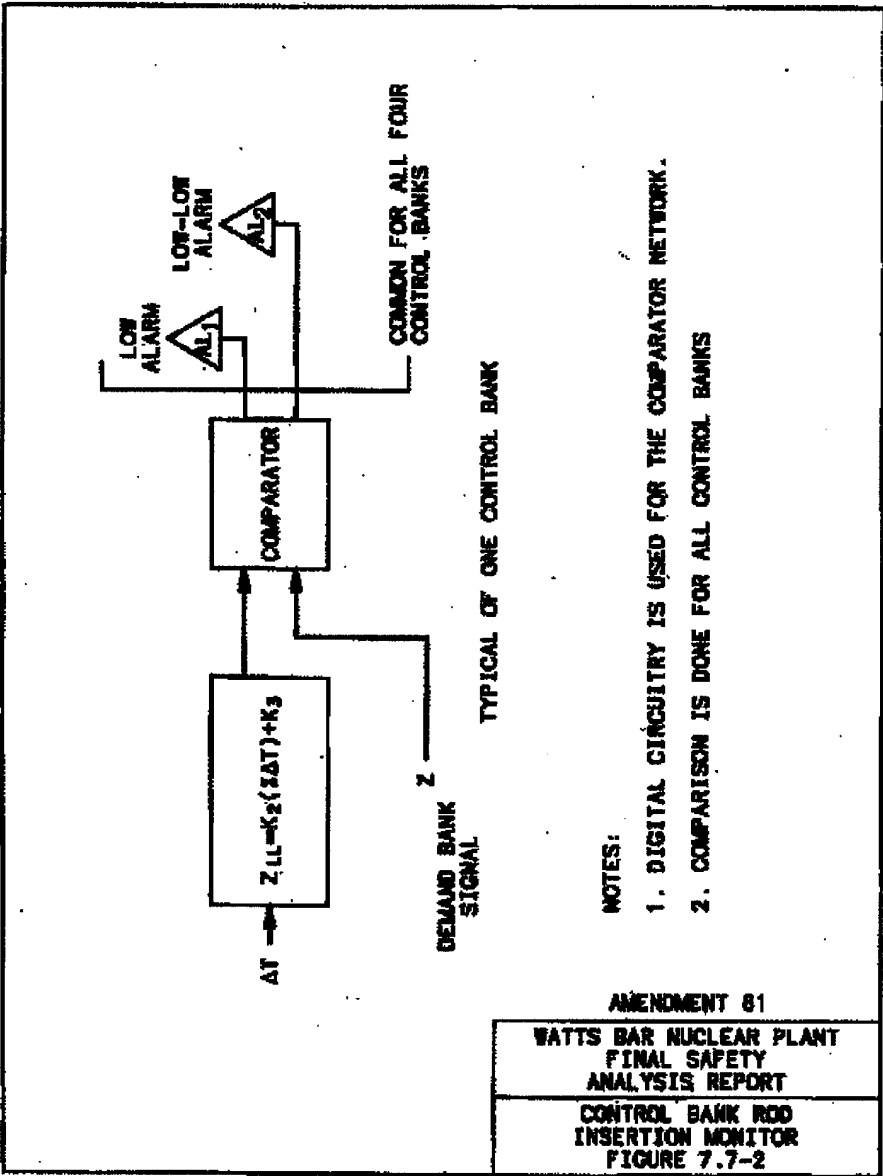 LOW
ALARM
AL1
LOW-LOW
ALARM
AL2
COMMON FOR ALL FOUR
CONTROL BANKS
COMPARATOR
ΔT
ZLL=K2(%ΔT)+K3
Z
DEMAND BANK
SIGNAL
TYPICAL OF ONE CONTROL BANK
NOTES:
1. DIGITAL CIRCUITRY IS USED FOR THE COMPARATOR NETWORK.
2. COMPARISON IS DONE FOR ALL CONTROL BANKS
AMENDMENT 81
WATTS BAR NUCLEAR PLANT
FINAL SAFETY
ANALYSIS REPORT
CONTROL BANK ROD
INSERTION MONITOR
FIGURE 7.7-2